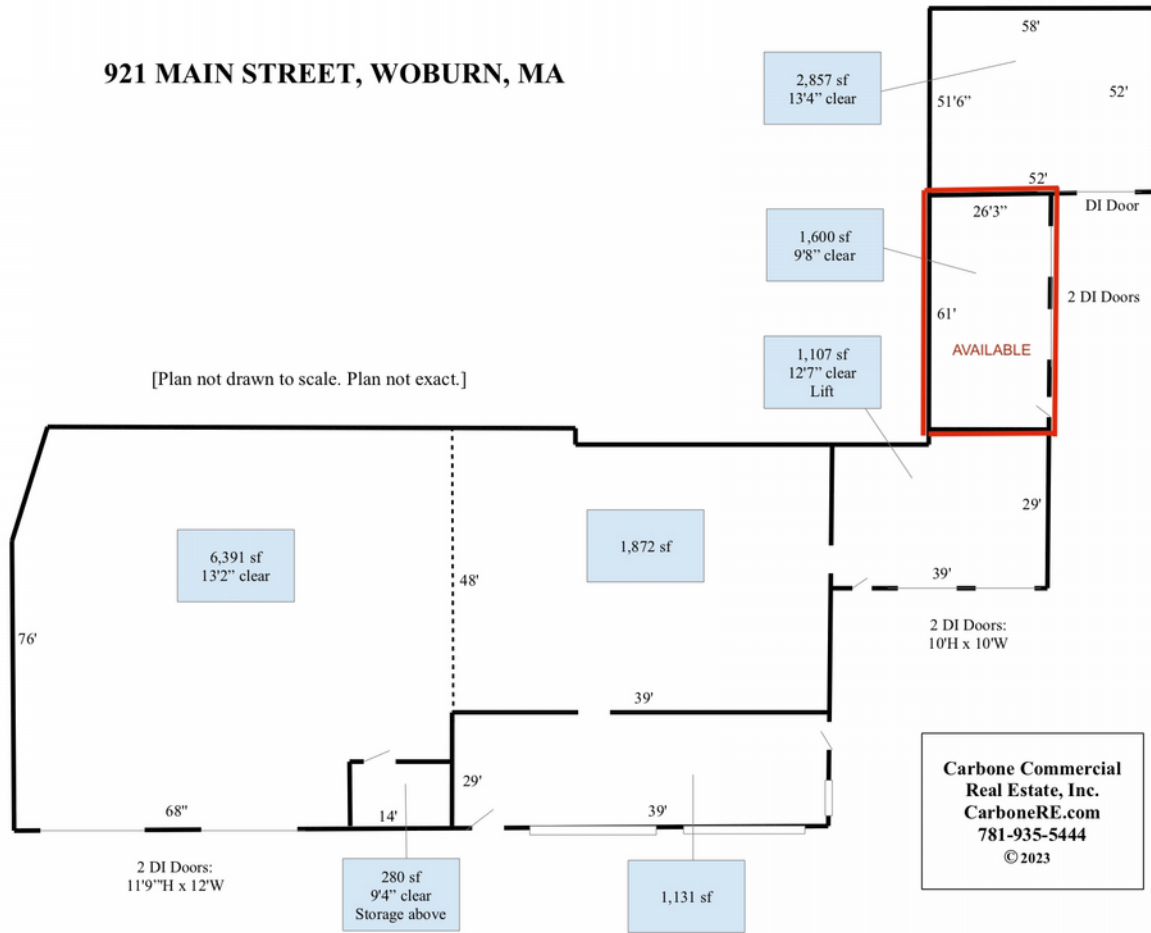 921 MAIN STREET, WOBURN, MA
58'
2,857 sf
13'4” clear
51'6”
52'
52'
26'3”
DI Door
1,600 sf
9'8” clear
2 DI Doors
61'
AVAILABLE
1,107 sf
12'7” clear
Lift
[Plan not drawn to scale. Plan not exact.]
29'
6,391 sf
13'2” clear
1,872 sf
48'
39'
2 DI Doors:
10'H x 10'W
76'
39'
29'
68”
14'
39'
Carbone Commercial
Real Estate, Inc.
CarboneRE.com
781-935-5444
© 2023
2 DI Doors:
11'9”'H x 12'W
280 sf
9'4” clear
Storage above
1,131 sf